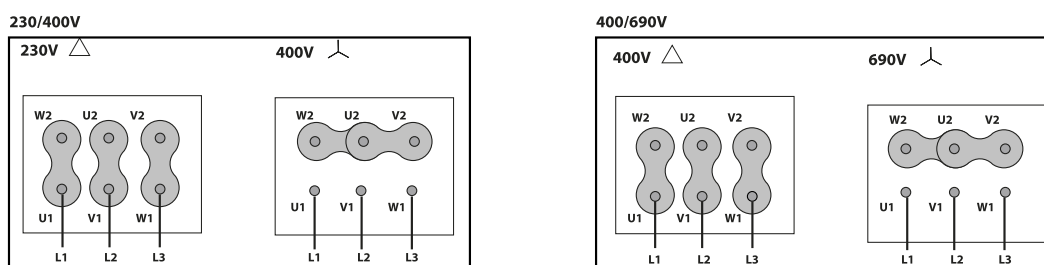 230/400V
230V
400V
W2 U2 V2
U1 V1 W1
L1 L2 L3
W2 U2 V2
U1 V1 W1
L1 L2 L3
400/690V
400V
690V
W2 U2 V2
U1 V1 W1
L1 L2 L3
W2 U2 V2
U1 V1 W1
L1 L2 L3